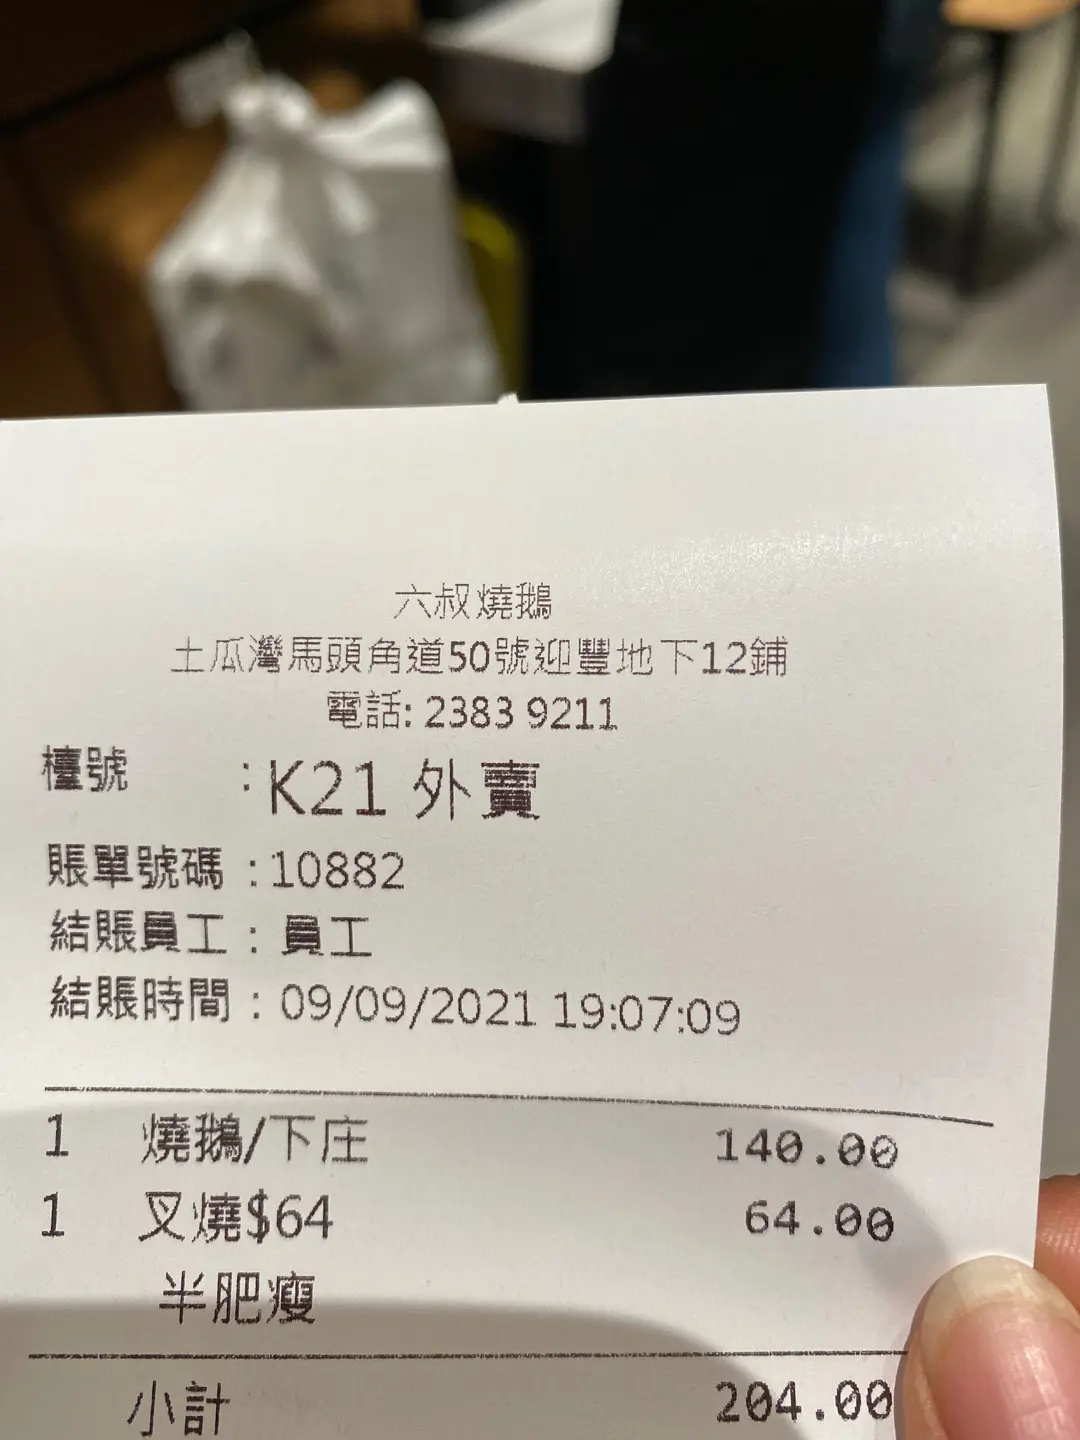 六叔燒鵝
土瓜灣馬頭角道50號迎豐地下12鋪
電話: 2383 9211
檯號 : K21 外賣
賬單號碼 : 10882
結賬員工 : 員工
結賬時間 : 09/09/2021 19:07:09
1 燒鵝/下庄 140.00
1 叉燒$64 64.00
半肥瘦
小計 204.00